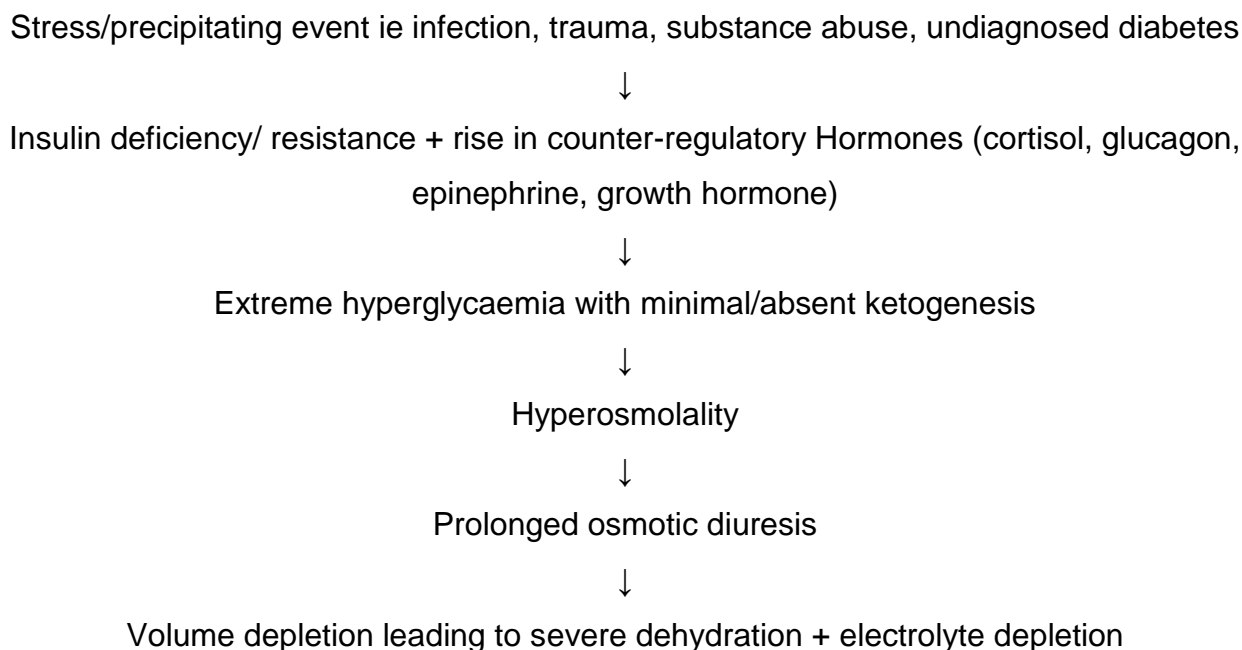 Stress/precipitating event ie infection, trauma, substance abuse, undiagnosed diabetes
↓
Insulin deficiency/ resistance + rise in counter-regulatory Hormones (cortisol, glucagon,
epinephrine, growth hormone)
↓
Extreme hyperglycaemia with minimal/absent ketogenesis
↓
Hyperosmolality
↓
Prolonged osmotic diuresis
↓
Volume depletion leading to severe dehydration + electrolyte depletion